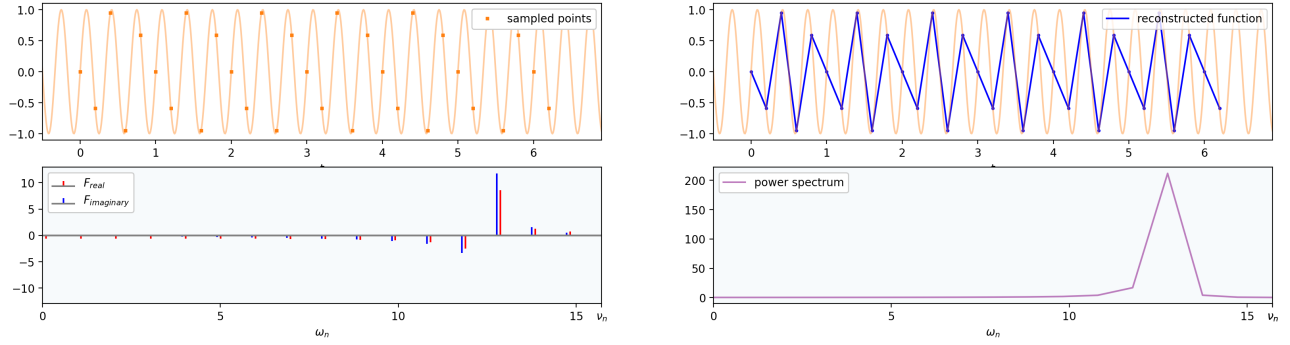 1.0
0.5
0.0
−0.5
−1.0
sampled points
0 1 2 3 4 5 6
1.0
0.5
0.0
−0.5
−1.0
reconstructed function
0 1 2 3 4 5 6
10
5
0
−5
−10
F_real
F_imaginary
0 5 10 15 ν_n
ω_n
200
150
100
50
0
power spectrum
0 5 10 15 ν_n
ω_n